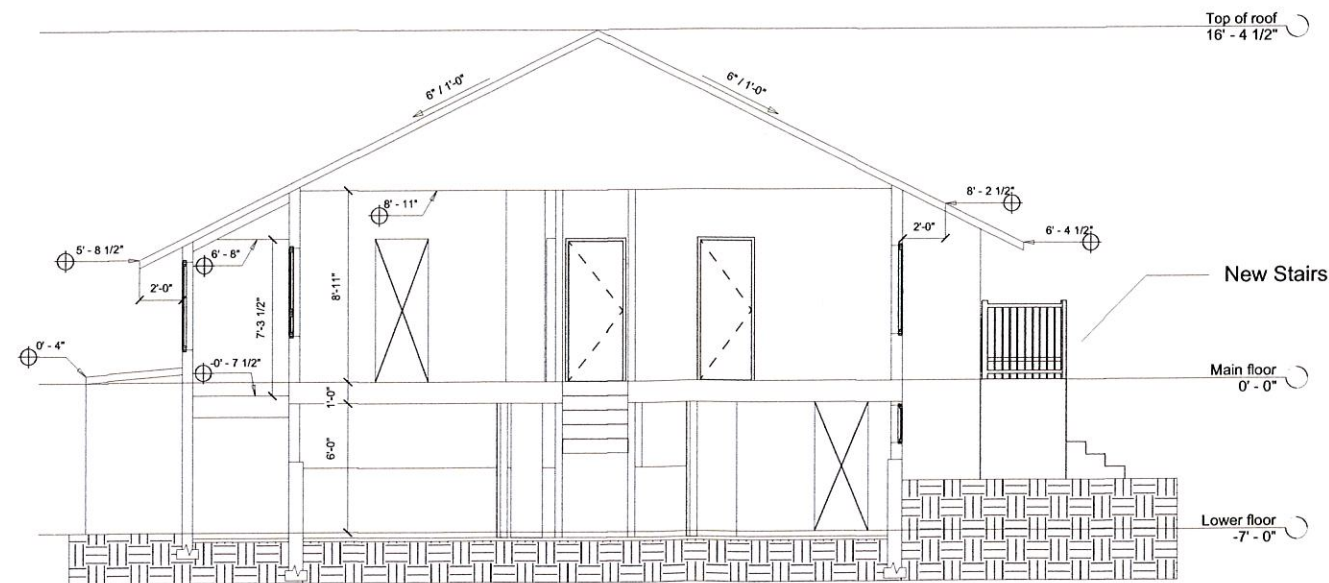 Top of roof
16' - 4 1/2"
6" / 1'-0"
6" / 1'-0"
8' - 11"
8' - 2 1/2"
2'-0"
6' - 4 1/2"
5' - 8 1/2"
6' - 8"
2'-0"
7'-3 1/2"
8'-11"
New Stairs
0' - 4"
-0' - 7 1/2"
Main floor
0' - 0"
1'-0"
6'-0"
Lower floor
-7' - 0"